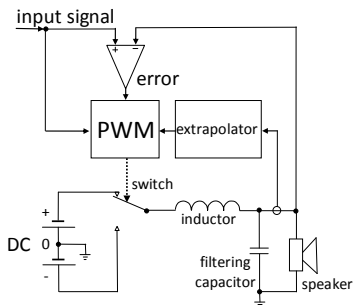 input signal
+ -
error
PWM
extrapolator
switch
inductor
+
DC 0
-
filtering
capacitor
speaker